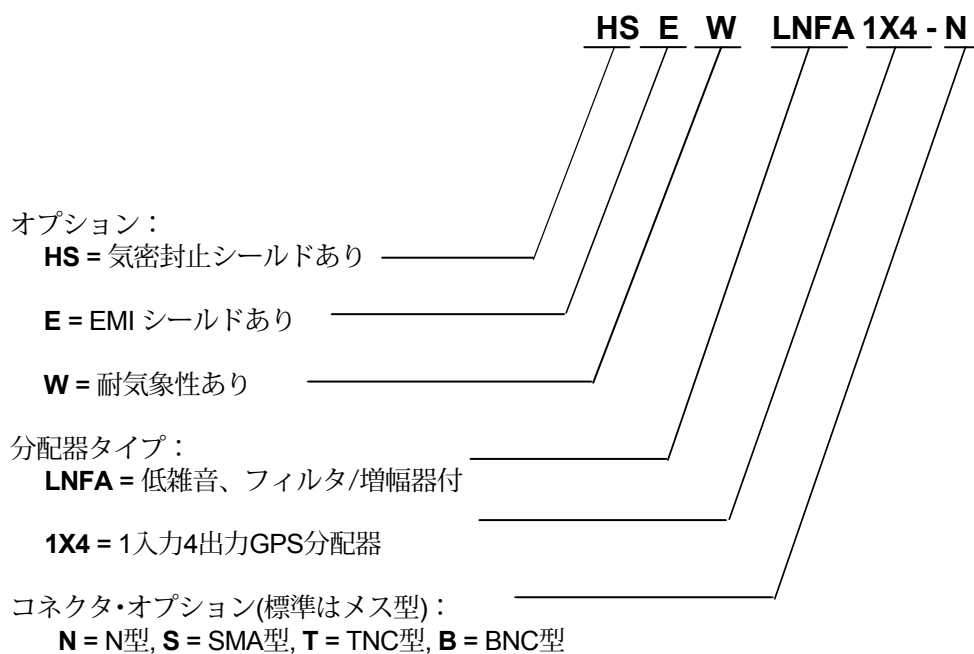 HS E W LNFA 1X4 - N
オプション：
HS = 気密封止シールドあり
E = EMI シールドあり
W = 耐気象性あり
分配器タイプ：
LNFA = 低雑音、フィルタ/増幅器付
1X4 = 1入力4出力GPS分配器
コネクタ・オプション(標準はメス型)：
N = N型, S = SMA型, T = TNC型, B = BNC型